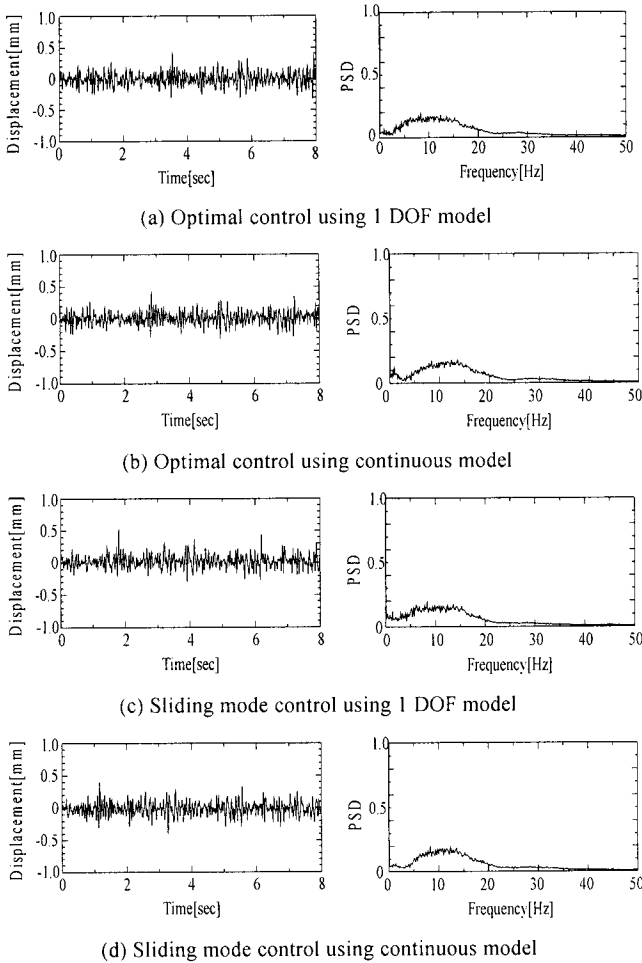 Displacement[mm]
1.0
0.5
0
-0.5
-1.0
0 2 4 6 8
Time[sec]
PSD
1.0
0.5
0
0 10 20 30 40 50
Frequency[Hz]
(a) Optimal control using 1 DOF model
Displacement[mm]
1.0
0.5
0
-0.5
-1.0
0 2 4 6 8
Time[sec]
PSD
1.0
0.5
0
0 10 20 30 40 50
Frequency[Hz]
(b) Optimal control using continuous model
Displacement[mm]
1.0
0.5
0
-0.5
-1.0
0 2 4 6 8
Time[sec]
PSD
1.0
0.5
0
0 10 20 30 40 50
Frequency[Hz]
(c) Sliding mode control using 1 DOF model
Displacement[mm]
1.0
0.5
0
-0.5
-1.0
0 2 4 6 8
Time[sec]
PSD
1.0
0.5
0
0 10 20 30 40 50
Frequency[Hz]
(d) Sliding mode control using continuous model